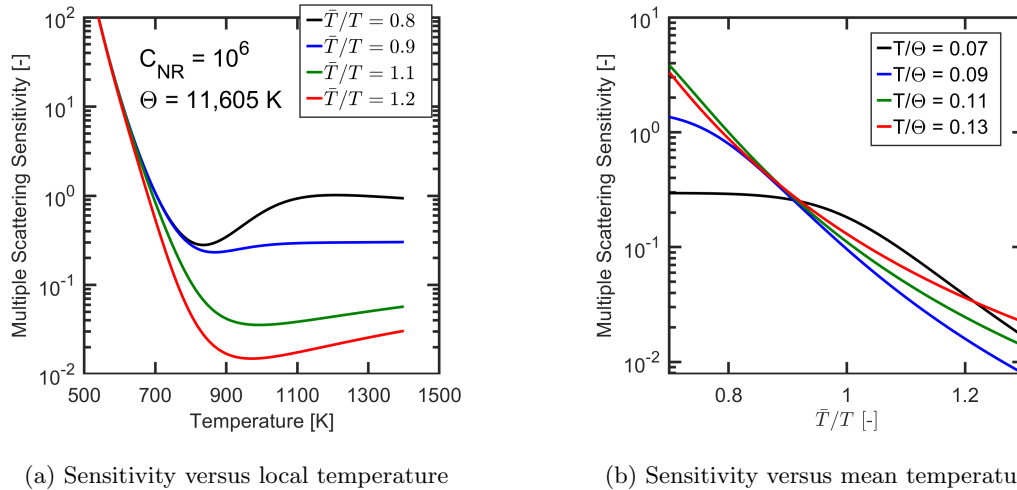 10^2
10^1
10^0
10^-1
10^-2
Multiple Scattering Sensitivity [-]
C_NR = 10^6
Θ = 11,605 K
T̄/T = 0.8
T̄/T = 0.9
T̄/T = 1.1
T̄/T = 1.2
500 700 900 1100 1300 1500
Temperature [K]
(a) Sensitivity versus local temperature
10^1
10^0
10^-1
10^-2
Multiple Scattering Sensitivity [-]
T/Θ = 0.07
T/Θ = 0.09
T/Θ = 0.11
T/Θ = 0.13
0.8 1 1.2
T̄/T [-]
(b) Sensitivity versus mean temperatu